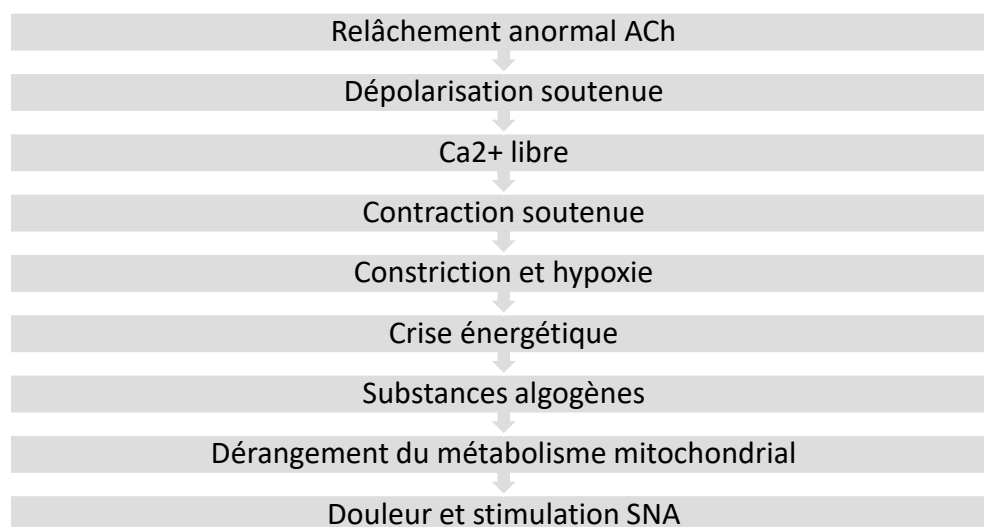 Relâchement anormal ACh
Dépolarisation soutenue
Ca2+ libre
Contraction soutenue
Constriction et hypoxie
Crise énergétique
Substances algogènes
Dérangement du métabolisme mitochondrial
Douleur et stimulation SNA